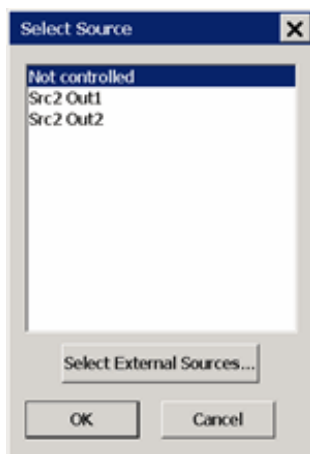 Select Source
Not controlled
Src2 Out1
Src2 Out2
Select External Sources...
OK
Cancel